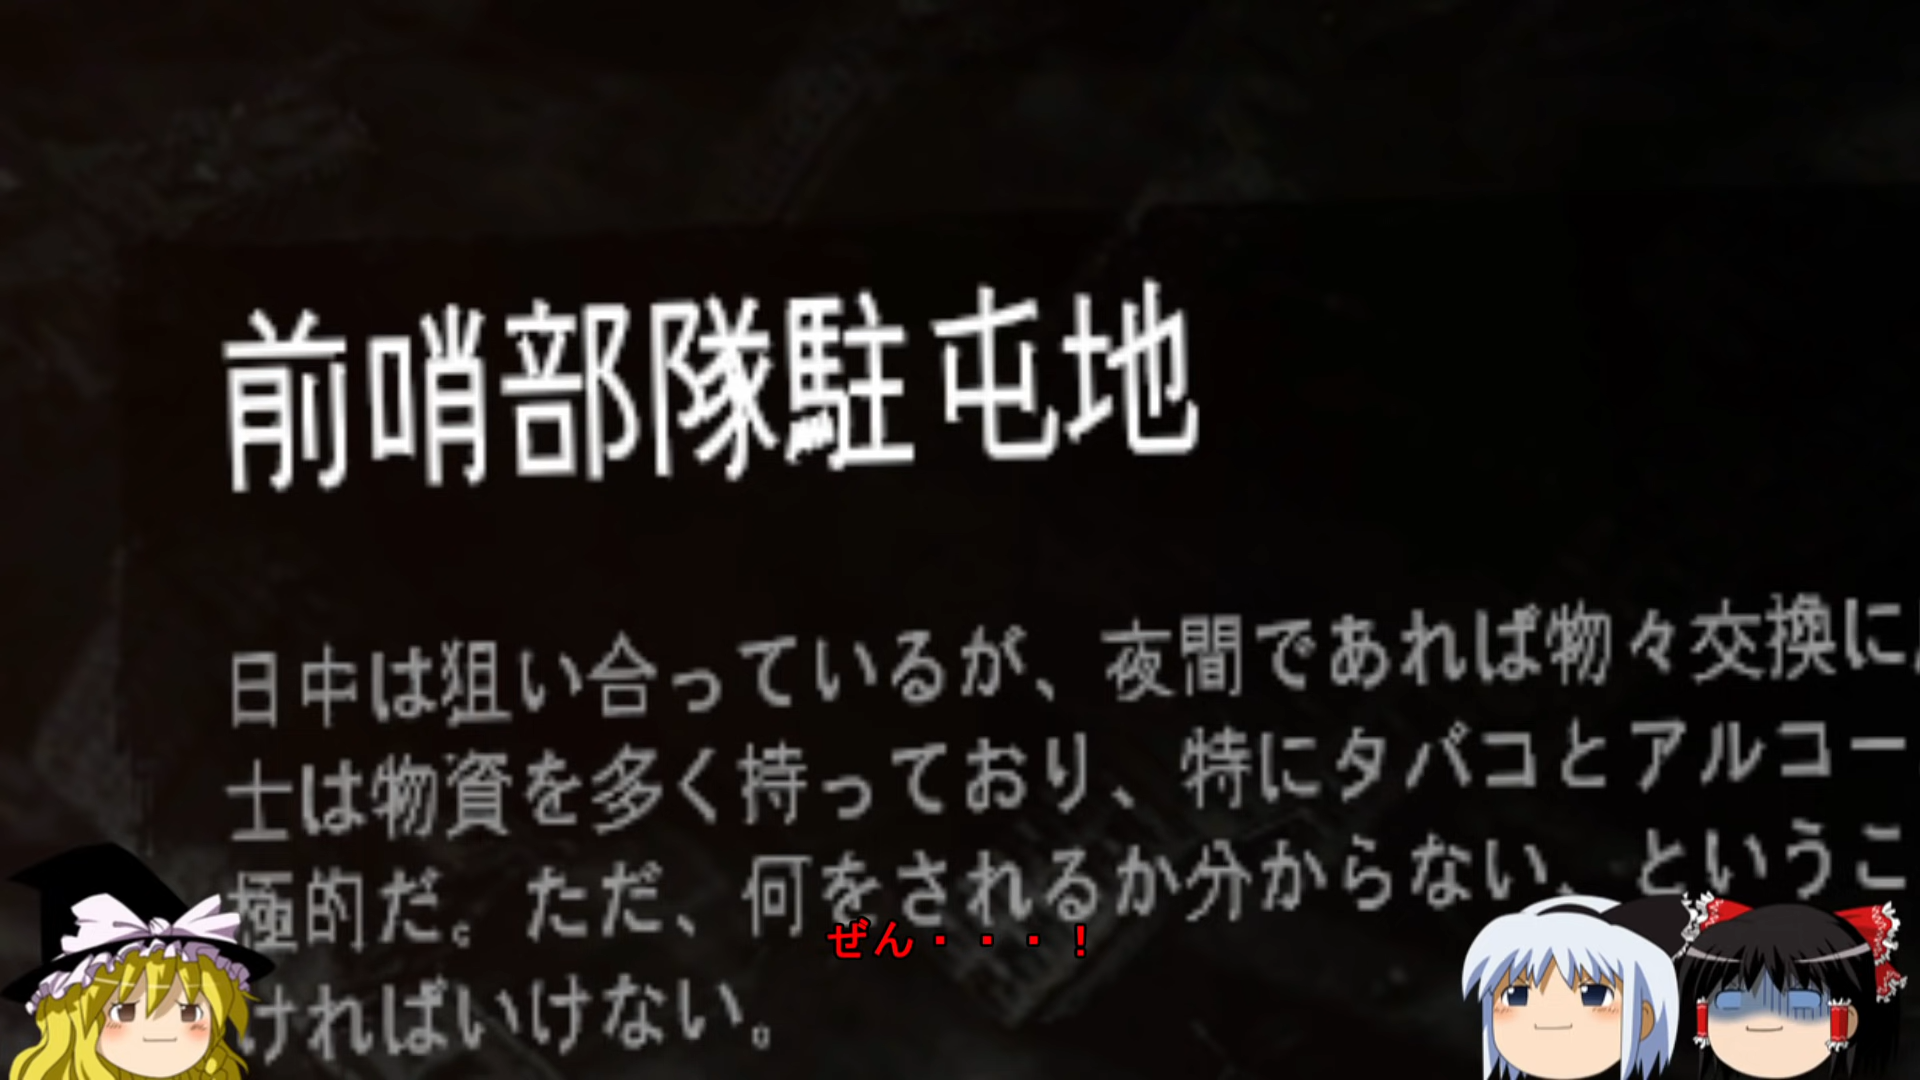 前哨部隊駐屯地
日中は狙い合っているが、夜間であれば物々交換に
士は物資を多く持っており、特にタバコとアルコー
極的だ。ただ、何をされるか分からない、というこ
ければいけない。
ぜん・・・！